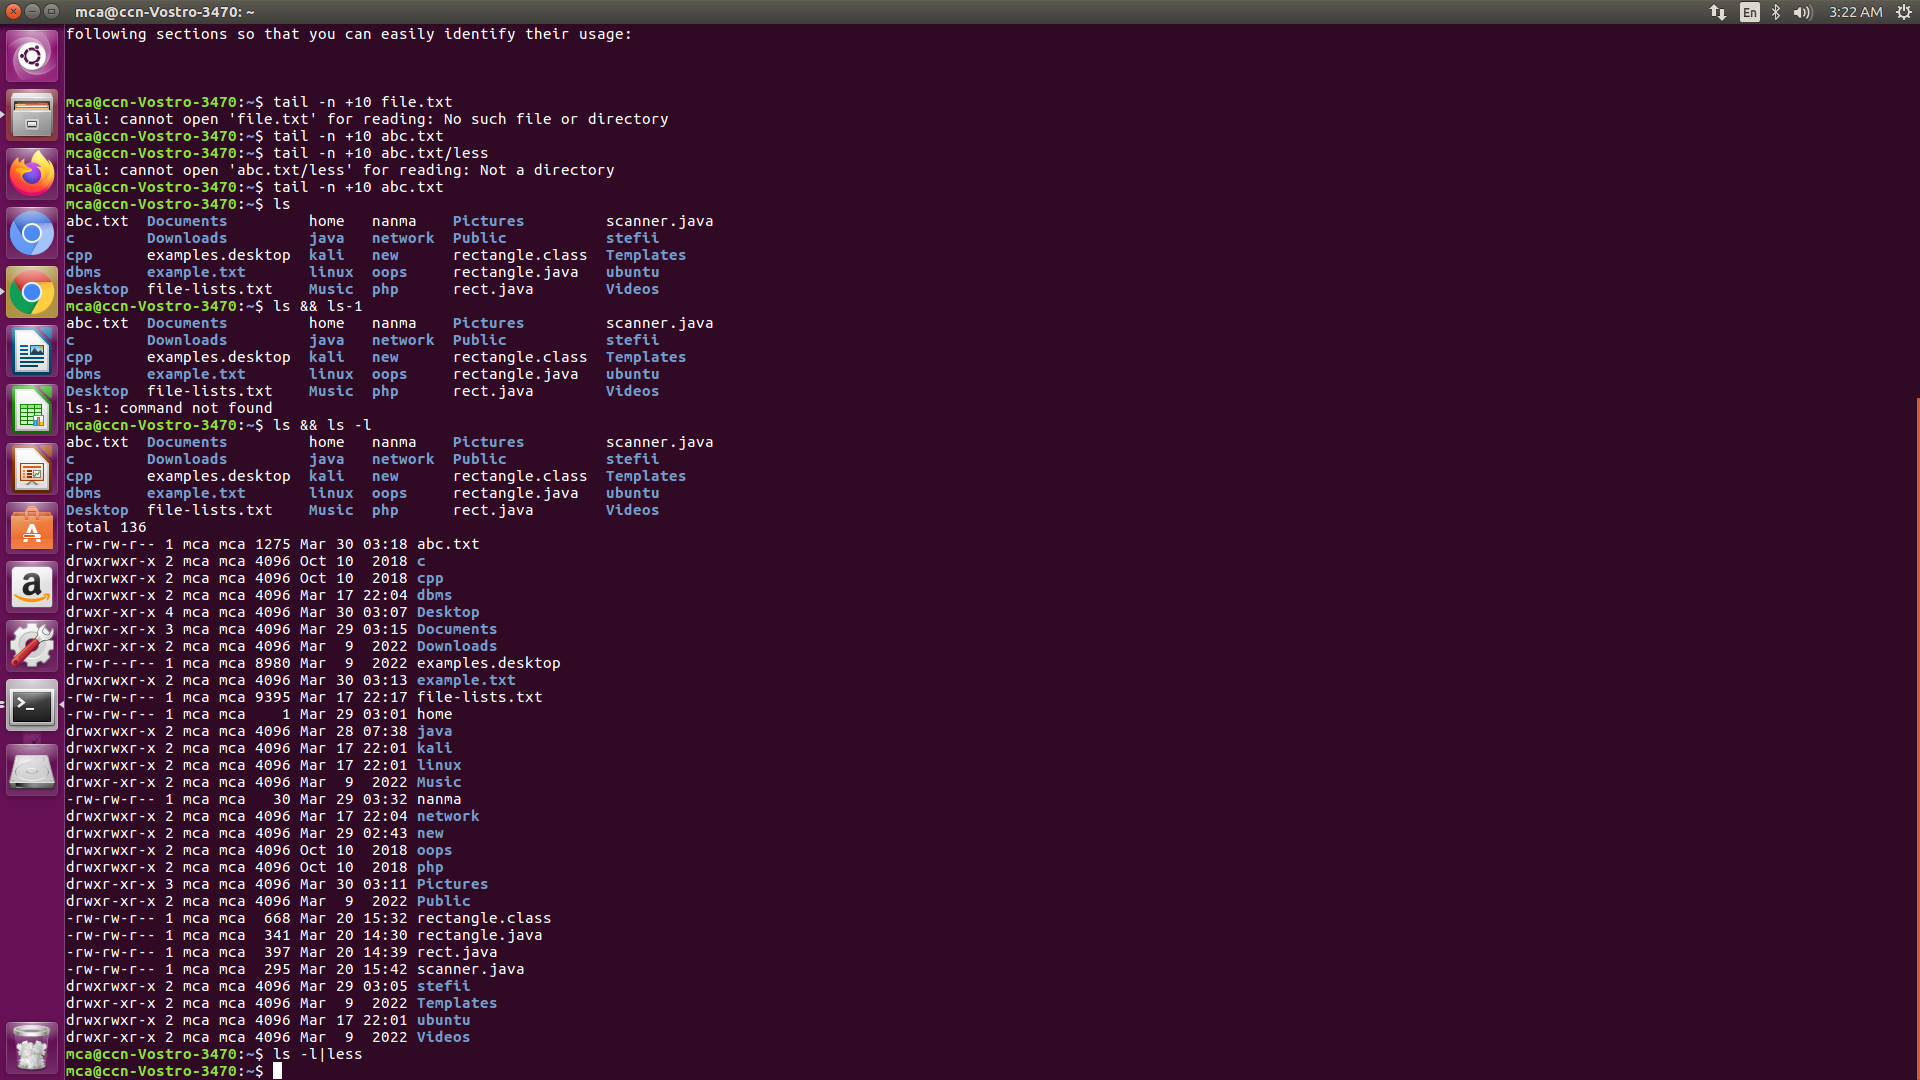 mca@ccn-Vostro-3470: ~
En
3:22 AM
following sections so that you can easily identify their usage:
mca@ccn-Vostro-3470:~$ tail -n +10 file.txt
tail: cannot open 'file.txt' for reading: No such file or directory
mca@ccn-Vostro-3470:~$ tail -n +10 abc.txt
mca@ccn-Vostro-3470:~$ tail -n +10 abc.txt/less
tail: cannot open 'abc.txt/less' for reading: Not a directory
mca@ccn-Vostro-3470:~$ tail -n +10 abc.txt
mca@ccn-Vostro-3470:~$ ls
abc.txt  Documents         home   nanma    Pictures         scanner.java
c        Downloads         java   network  Public           stefii
cpp      examples.desktop  kali   new      rectangle.class  Templates
dbms     example.txt       linux  oops     rectangle.java   ubuntu
Desktop  file-lists.txt    Music  php      rect.java        Videos
mca@ccn-Vostro-3470:~$ ls && ls-1
abc.txt  Documents         home   nanma    Pictures         scanner.java
c        Downloads         java   network  Public           stefii
cpp      examples.desktop  kali   new      rectangle.class  Templates
dbms     example.txt       linux  oops     rectangle.java   ubuntu
Desktop  file-lists.txt    Music  php      rect.java        Videos
ls-1: command not found
mca@ccn-Vostro-3470:~$ ls && ls -l
abc.txt  Documents         home   nanma    Pictures         scanner.java
c        Downloads         java   network  Public           stefii
cpp      examples.desktop  kali   new      rectangle.class  Templates
dbms     example.txt       linux  oops     rectangle.java   ubuntu
Desktop  file-lists.txt    Music  php      rect.java        Videos
total 136
-rw-rw-r-- 1 mca mca 1275 Mar 30 03:18 abc.txt
drwxrwxr-x 2 mca mca 4096 Oct 10  2018 c
drwxrwxr-x 2 mca mca 4096 Oct 10  2018 cpp
drwxrwxr-x 2 mca mca 4096 Mar 17 22:04 dbms
drwxr-xr-x 4 mca mca 4096 Mar 30 03:07 Desktop
drwxr-xr-x 3 mca mca 4096 Mar 29 03:15 Documents
drwxr-xr-x 2 mca mca 4096 Mar  9  2022 Downloads
-rw-r--r-- 1 mca mca 8980 Mar  9  2022 examples.desktop
drwxrwxr-x 2 mca mca 4096 Mar 30 03:13 example.txt
-rw-rw-r-- 1 mca mca 9395 Mar 17 22:17 file-lists.txt
-rw-rw-r-- 1 mca mca    1 Mar 29 03:01 home
drwxrwxr-x 2 mca mca 4096 Mar 28 07:38 java
drwxrwxr-x 2 mca mca 4096 Mar 17 22:01 kali
drwxrwxr-x 2 mca mca 4096 Mar 17 22:01 linux
drwxr-xr-x 2 mca mca 4096 Mar  9  2022 Music
-rw-rw-r-- 1 mca mca   30 Mar 29 03:32 nanma
drwxrwxr-x 2 mca mca 4096 Mar 17 22:04 network
drwxrwxr-x 2 mca mca 4096 Mar 29 02:43 new
drwxrwxr-x 2 mca mca 4096 Oct 10  2018 oops
drwxrwxr-x 2 mca mca 4096 Oct 10  2018 php
drwxr-xr-x 3 mca mca 4096 Mar 30 03:11 Pictures
drwxr-xr-x 2 mca mca 4096 Mar  9  2022 Public
-rw-rw-r-- 1 mca mca  668 Mar 20 15:32 rectangle.class
-rw-rw-r-- 1 mca mca  341 Mar 20 14:30 rectangle.java
-rw-rw-r-- 1 mca mca  397 Mar 20 14:39 rect.java
-rw-rw-r-- 1 mca mca  295 Mar 20 15:42 scanner.java
drwxrwxr-x 2 mca mca 4096 Mar 29 03:05 stefii
drwxr-xr-x 2 mca mca 4096 Mar  9  2022 Templates
drwxrwxr-x 2 mca mca 4096 Mar 17 22:01 ubuntu
drwxr-xr-x 2 mca mca 4096 Mar  9  2022 Videos
mca@ccn-Vostro-3470:~$ ls -l|less
mca@ccn-Vostro-3470:~$